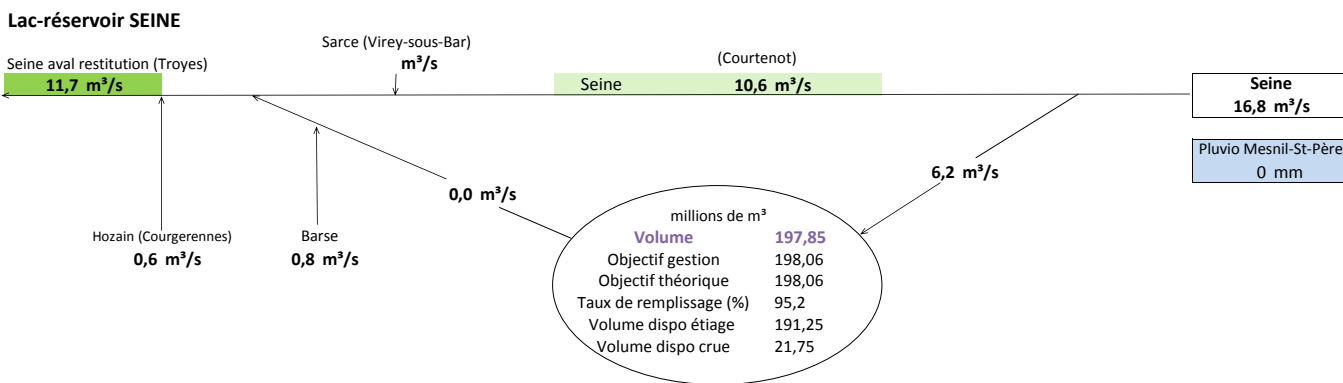 Lac-réservoir SEINE
Sarce (Virey-sous-Bar)
m³/s
(Courtenot)
Seine aval restitution (Troyes)
11,7 m³/s
Seine 10,6 m³/s
Seine
16,8 m³/s
Pluvio Mesnil-St-Père
0 mm
6,2 m³/s
0,0 m³/s
Hozain (Courgerennes)
0,6 m³/s
Barse
0,8 m³/s
millions de m³
Volume 197,85
Objectif gestion 198,06
Objectif théorique 198,06
Taux de remplissage (%) 95,2
Volume dispo étiage 191,25
Volume dispo crue 21,75